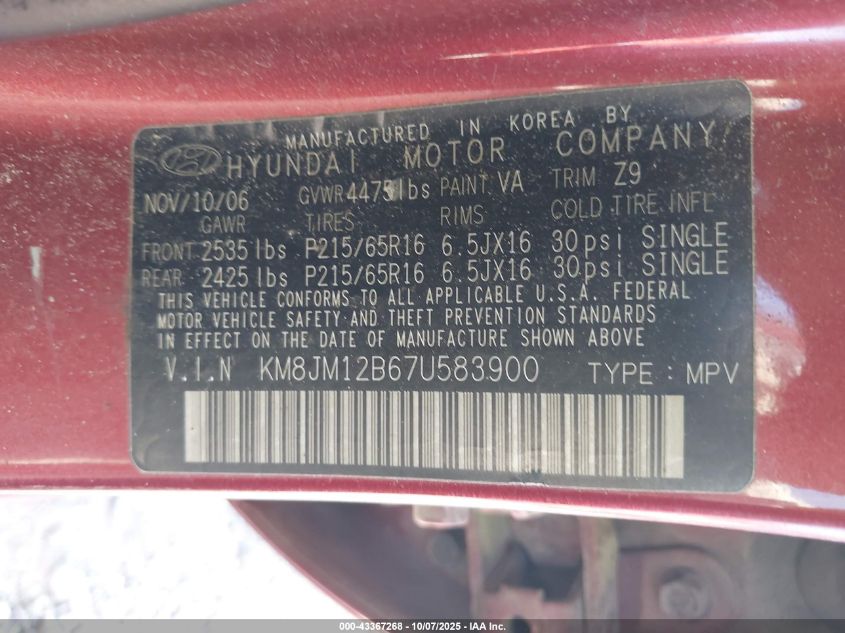 MANUFACTURED IN KOREA BY
HYUNDAI MOTOR COMPANY
NOV/10/06 GVWR 4475lbs PAINT VA TRIM Z9
GAWR TIRES RIMS COLD TIRE INFL
FRONT 2535 lbs P215/65R16 6.5JX16 30psi SINGLE
REAR 2425 lbs P215/65R16 6.5JX16 30psi SINGLE
THIS VEHICLE CONFORMS TO ALL APPLICABLE U.S.A. FEDERAL
MOTOR VEHICLE SAFETY AND THEFT PREVENTION STANDARDS
IN EFFECT ON THE DATE OF MANUFACTURE SHOWN ABOVE
V.I.N KM8JM12B67U583900 TYPE : MPV
000-43367268 - 10/07/2025 - IAA Inc.